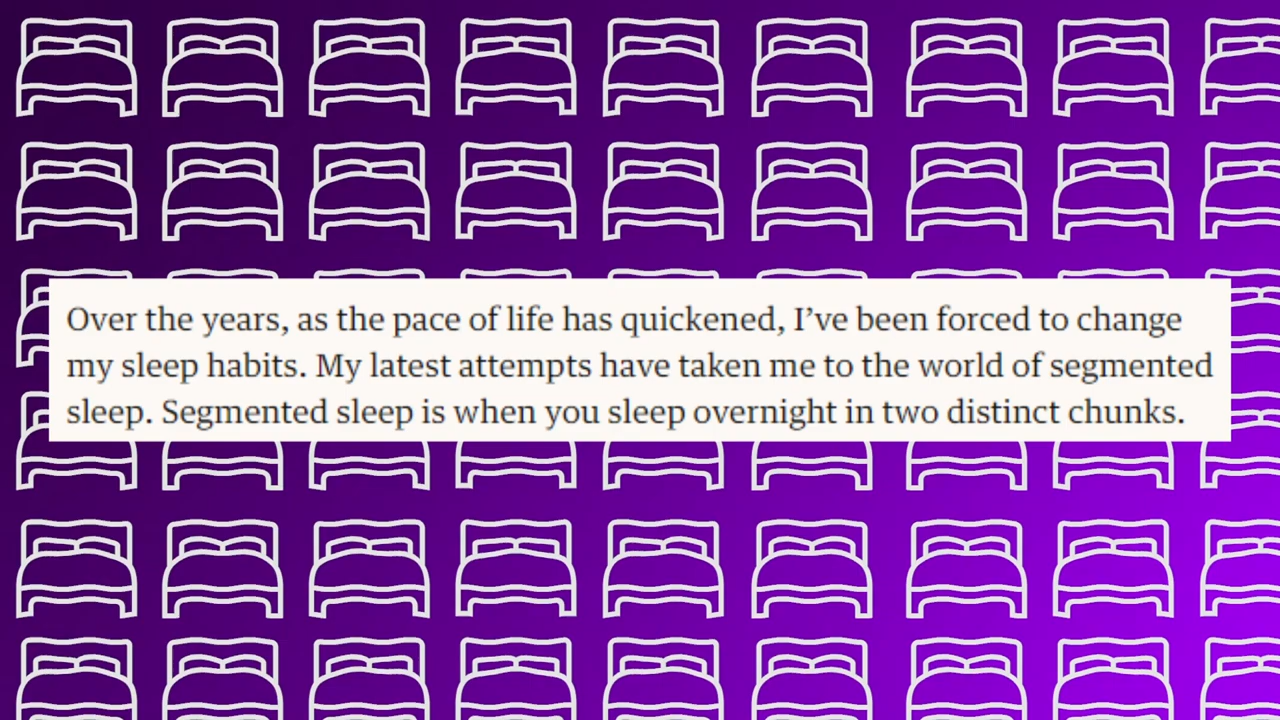 Over the years, as the pace of life has quickened, I’ve been forced to change
my sleep habits. My latest attempts have taken me to the world of segmented
sleep. Segmented sleep is when you sleep overnight in two distinct chunks.